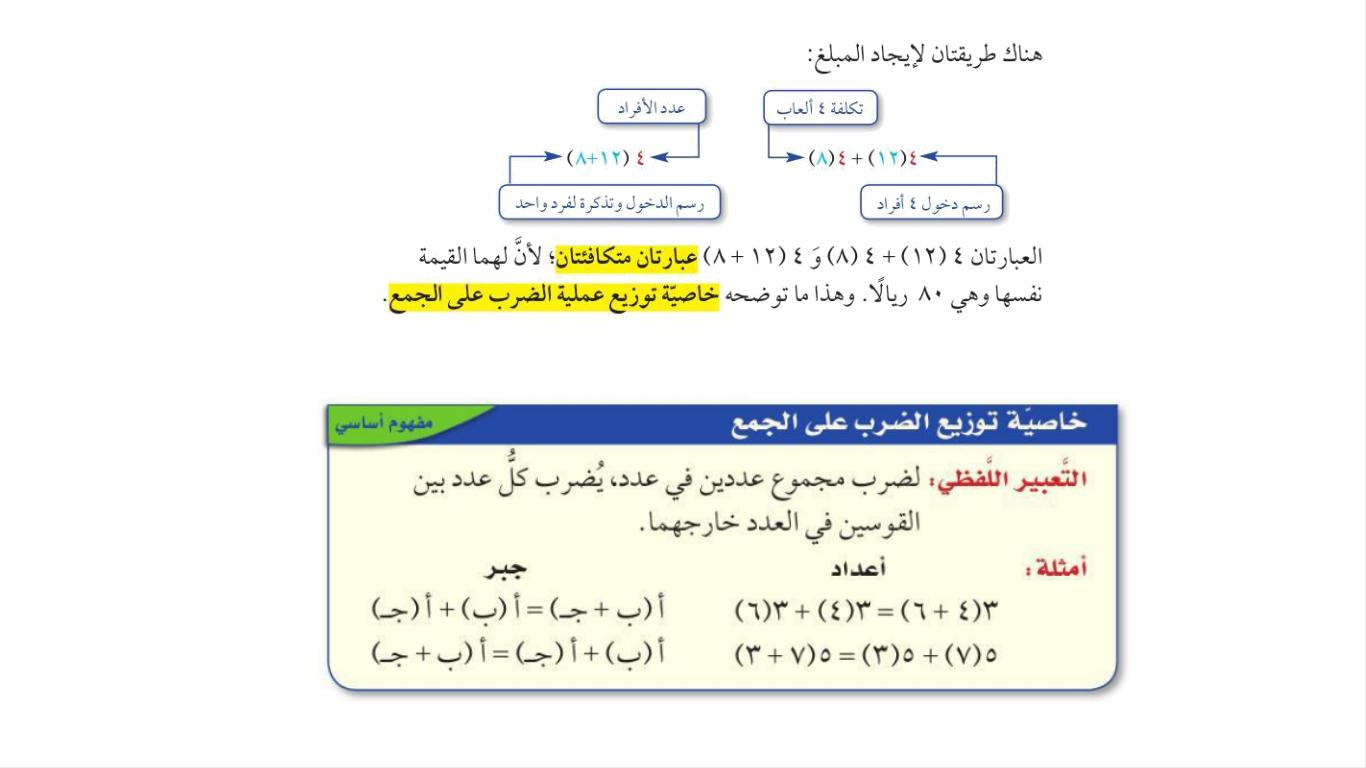 هناك طريقتان لإيجاد المبلغ:
تكلفة ٤ ألعاب
عدد الأفراد
٤(١٢) + ٤(٨)
٤ (١٢+٨)
رسم دخول ٤ أفراد
رسم الدخول وتذكرة لفرد واحد
العبارتان ٤ (١٢) + ٤ (٨) وَ ٤ (١٢ + ٨) عبارتان متكافئتان؛ لأنَّ لهما القيمة
نفسها وهي ٨٠ ريالًا. وهذا ما توضحه خاصيّة توزيع عملية الضرب على الجمع.
خاصيّة توزيع الضرب على الجمع
مفهوم أساسي
التَّعبير اللَّفظي: لضرب مجموع عددين في عدد، يُضرب كلُّ عدد بين
القوسين في العدد خارجهما.
أمثلة: أعداد جبر
٣(٤ + ٦) = ٣(٤) + ٣(٦) أ (ب + جـ) = أ (ب) + أ (جـ)
٥(٧) + ٥(٣) = ٥(٧ + ٣) أ (ب) + أ (جـ) = أ (ب + جـ)